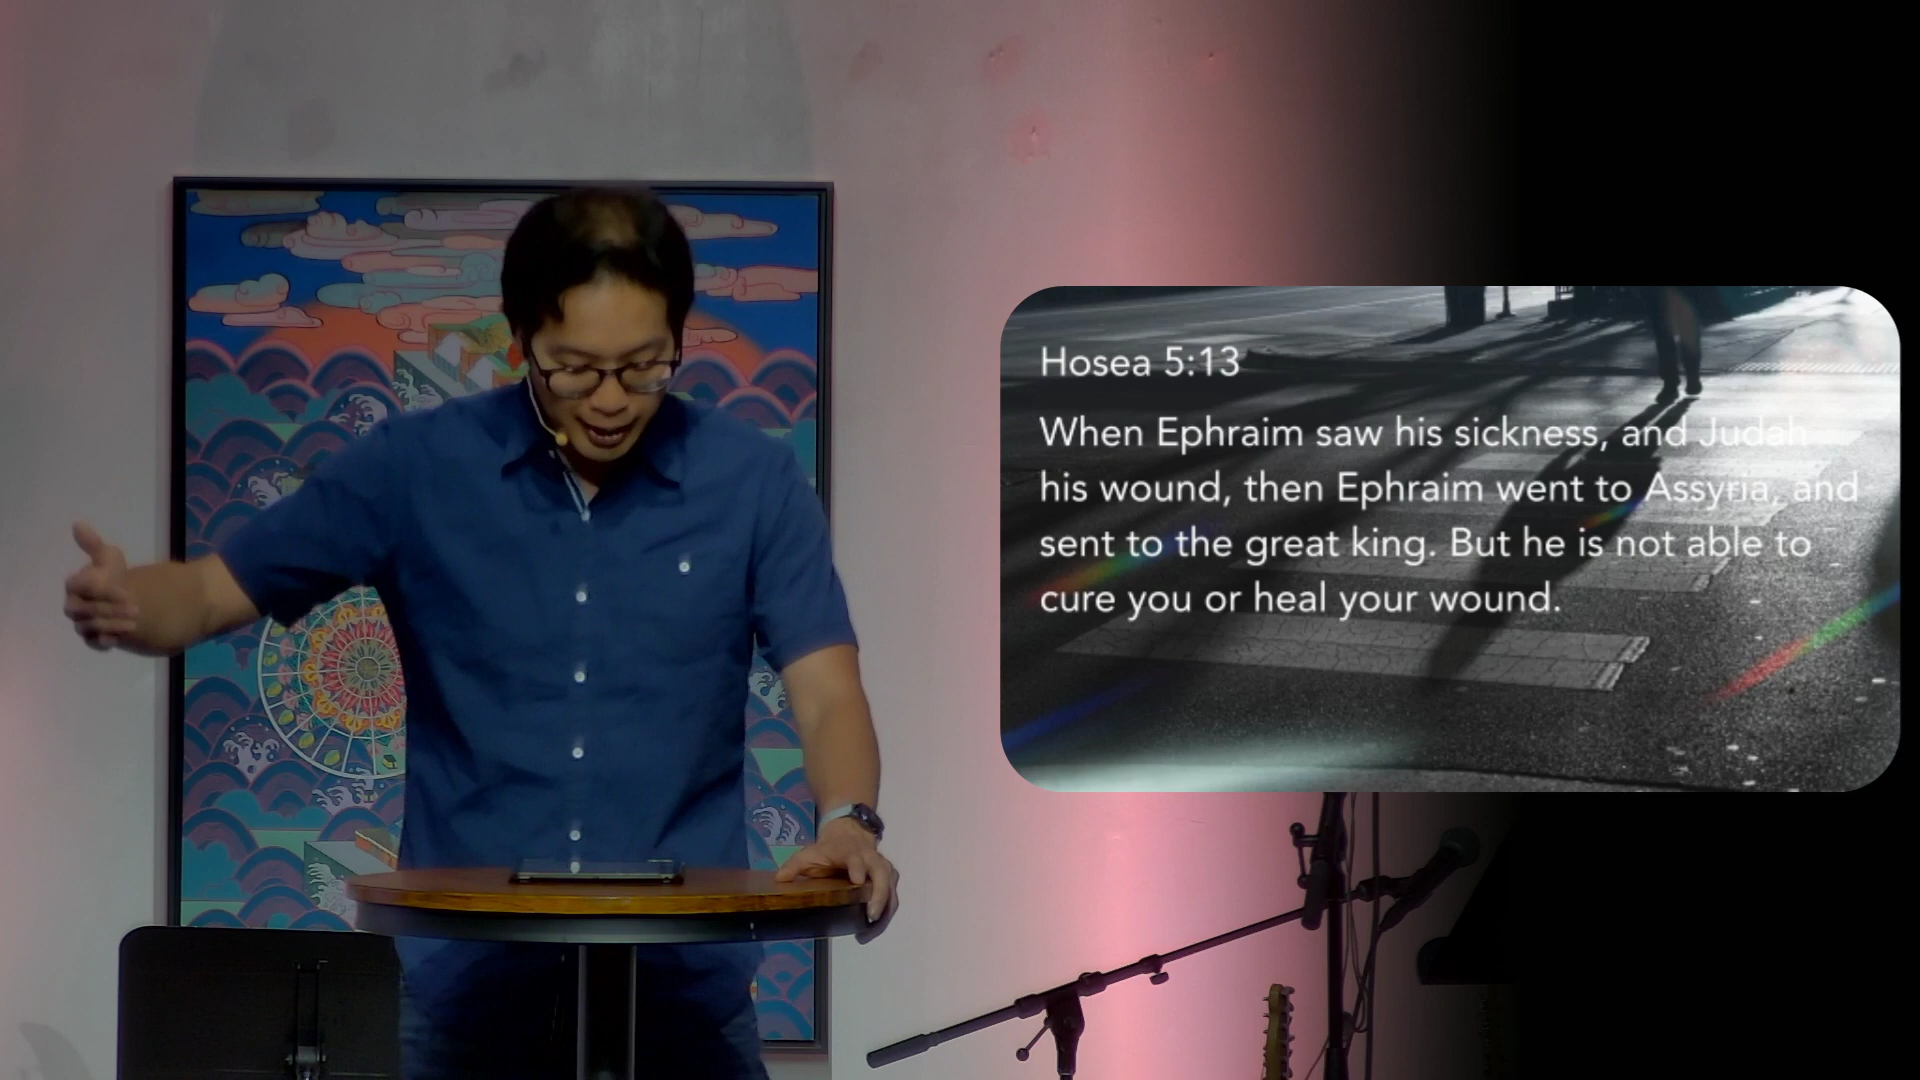 Hosea 5:13
When Ephraim saw his sickness, and Judah
his wound, then Ephraim went to Assyria, and
sent to the great king. But he is not able to
cure you or heal your wound.